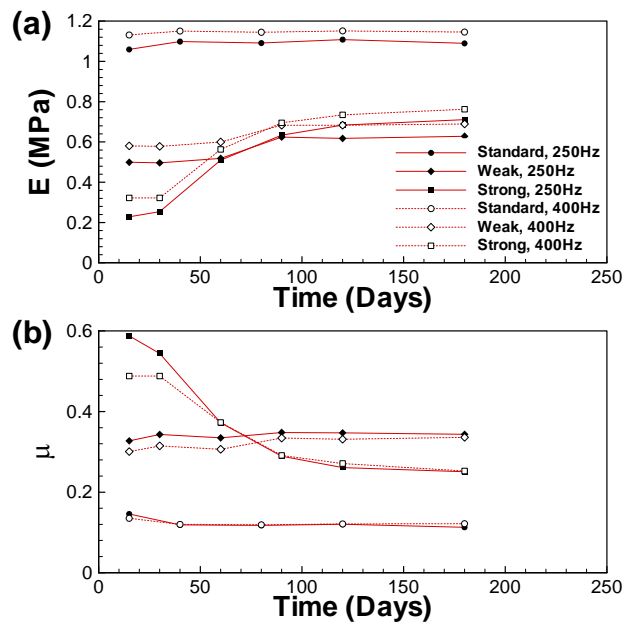 (a)
E (MPa)
1.2
1
0.8
0.6
0.4
0.2
0
Standard, 250Hz
Weak, 250Hz
Strong, 250Hz
Standard, 400Hz
Weak, 400Hz
Strong, 400Hz
0 50 100 150 200 250
Time (Days)
(b)
μ
0.6
0.4
0.2
0
0 50 100 150 200 250
Time (Days)